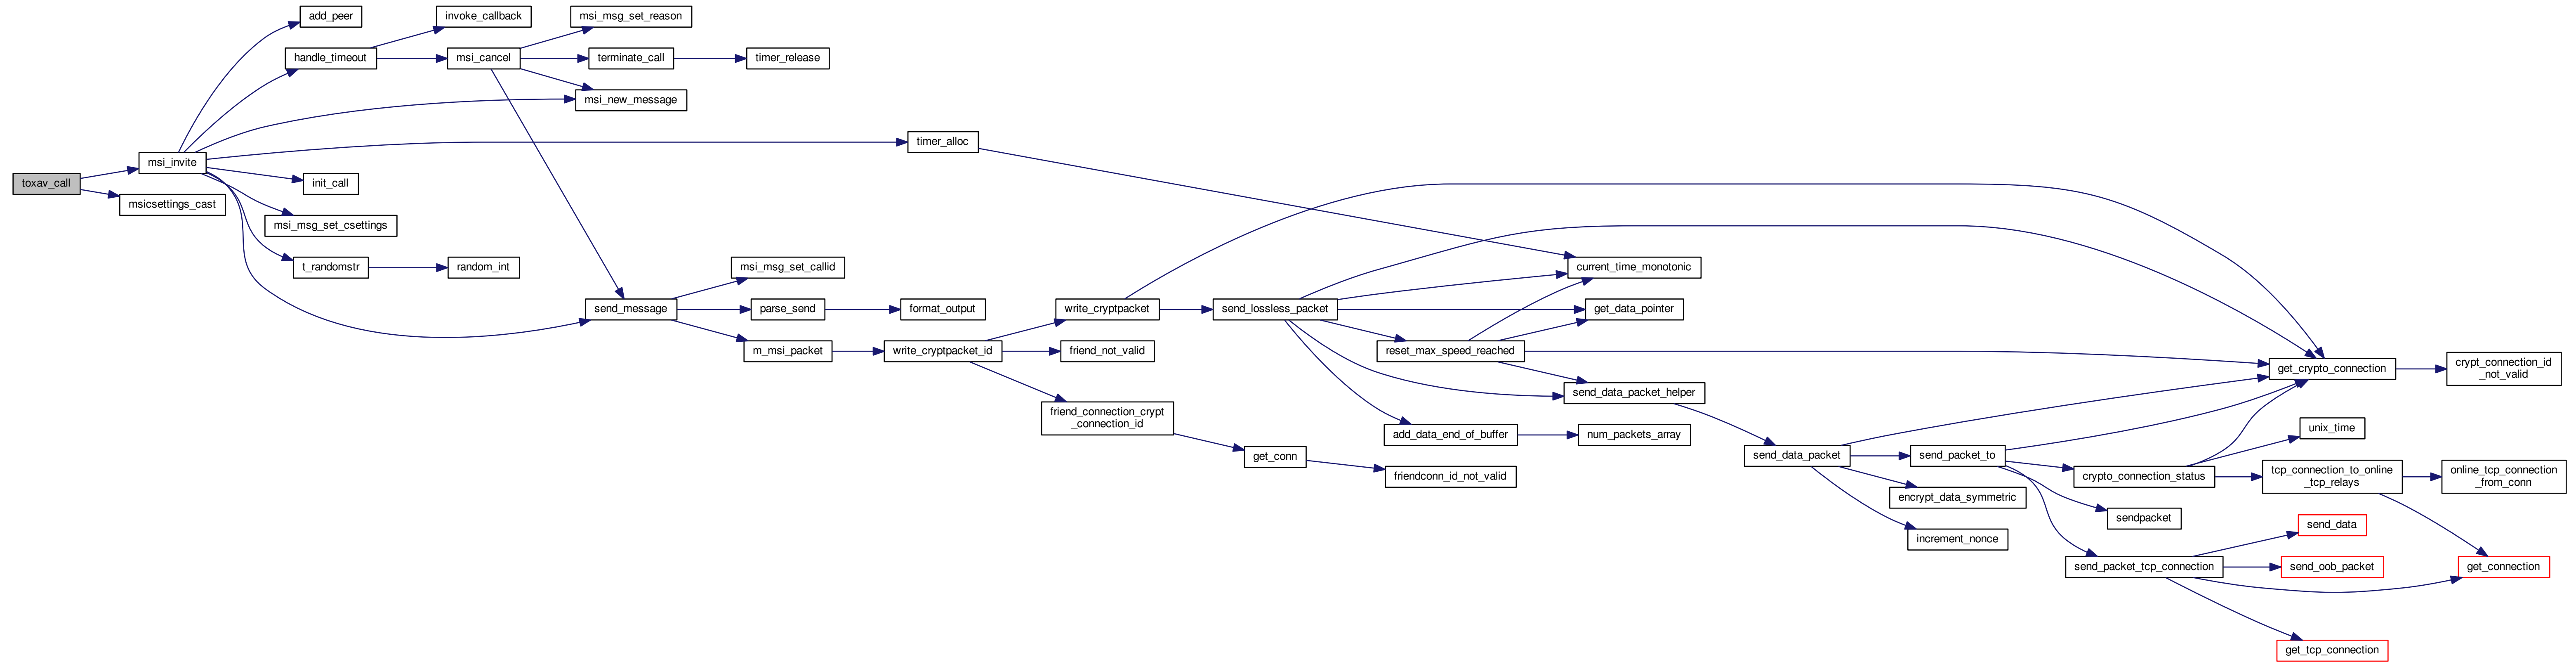 toxav_call
msi_invite
msicsettings_cast
add_peer
handle_timeout
init_call
msi_msg_set_csettings
t_randomstr
invoke_callback
msi_cancel
random_int
msi_msg_set_reason
terminate_call
msi_new_message
send_message
timer_release
msi_msg_set_callid
parse_send
m_msi_packet
timer_alloc
format_output
write_cryptpacket_id
write_cryptpacket
friend_not_valid
friend_connection_crypt
_connection_id
send_lossless_packet
get_conn
reset_max_speed_reached
add_data_end_of_buffer
friendconn_id_not_valid
current_time_monotonic
get_data_pointer
send_data_packet_helper
num_packets_array
send_data_packet
send_packet_to
encrypt_data_symmetric
increment_nonce
crypto_connection_status
sendpacket
send_packet_tcp_connection
get_crypto_connection
unix_time
tcp_connection_to_online
_tcp_relays
send_data
send_oob_packet
get_tcp_connection
crypt_connection_id
_not_valid
online_tcp_connection
_from_conn
get_connection